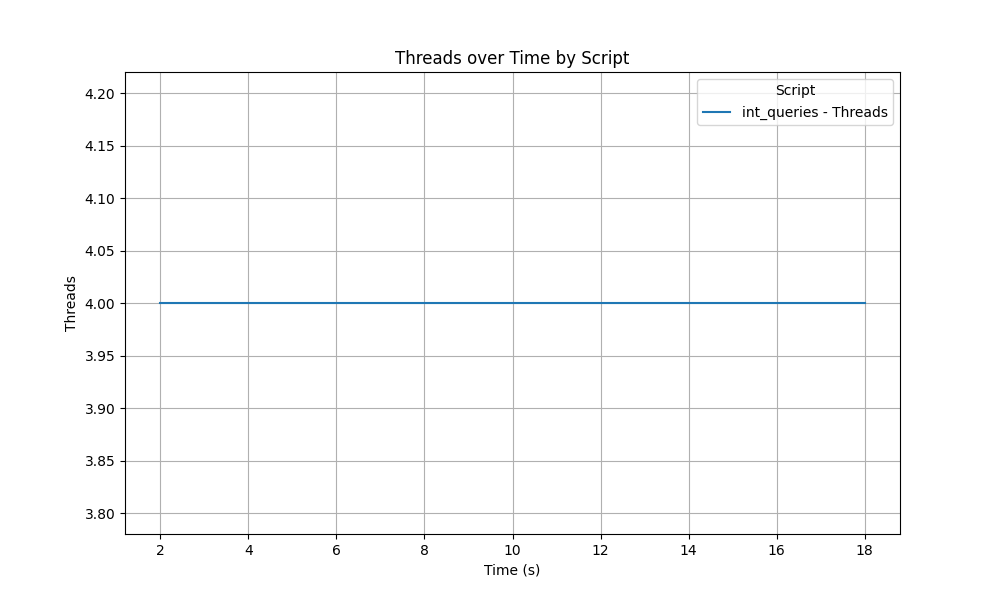 Threads over Time by Script
Script
int_queries - Threads
Threads
4.20
4.15
4.10
4.05
4.00
3.95
3.90
3.85
3.80
2 4 6 8 10 12 14 16 18
Time (s)